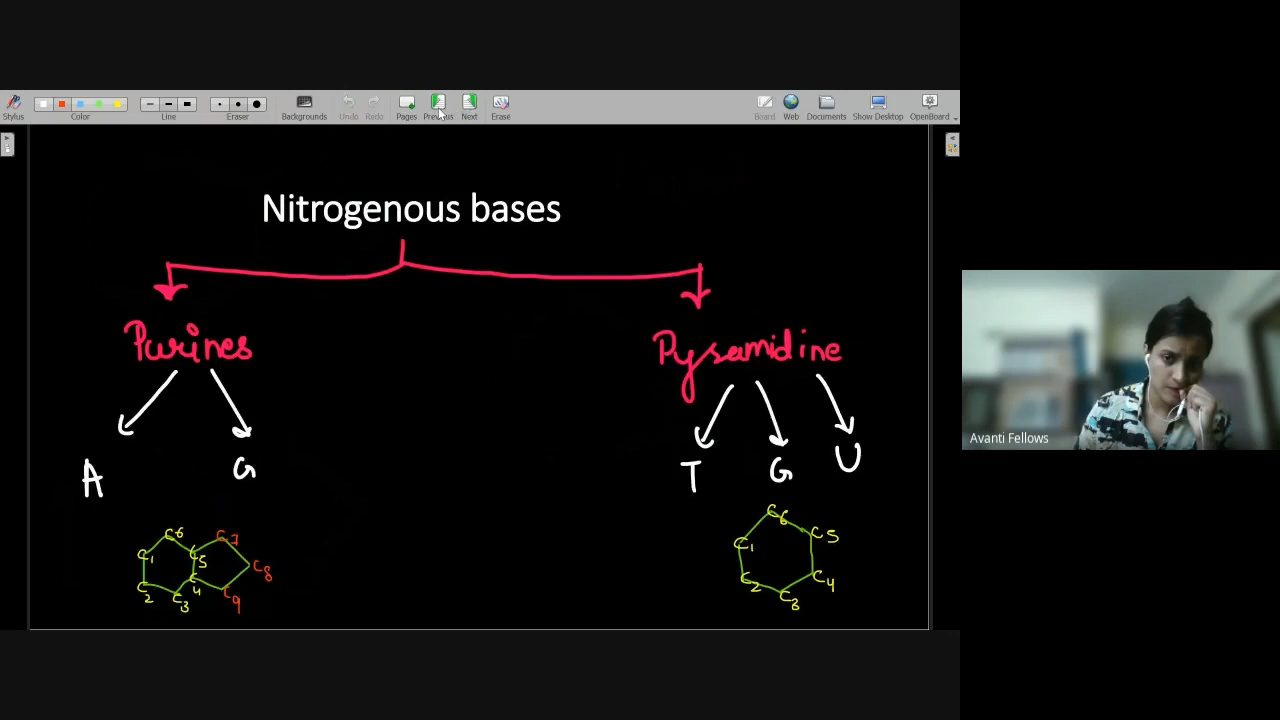 Stylus
Color
Line
Eraser
Backgrounds
Undo
Redo
Pages
Previous
Next
Erase
Board
Web
Documents
Show Desktop
OpenBoard
Nitrogenous bases
Purines
Pyramidine
A
G
T
G
U
C6
C7
C1
C5
C8
C2
C4
C3
C9
C6
C5
C1
C4
C2
C3
Avanti Fellows